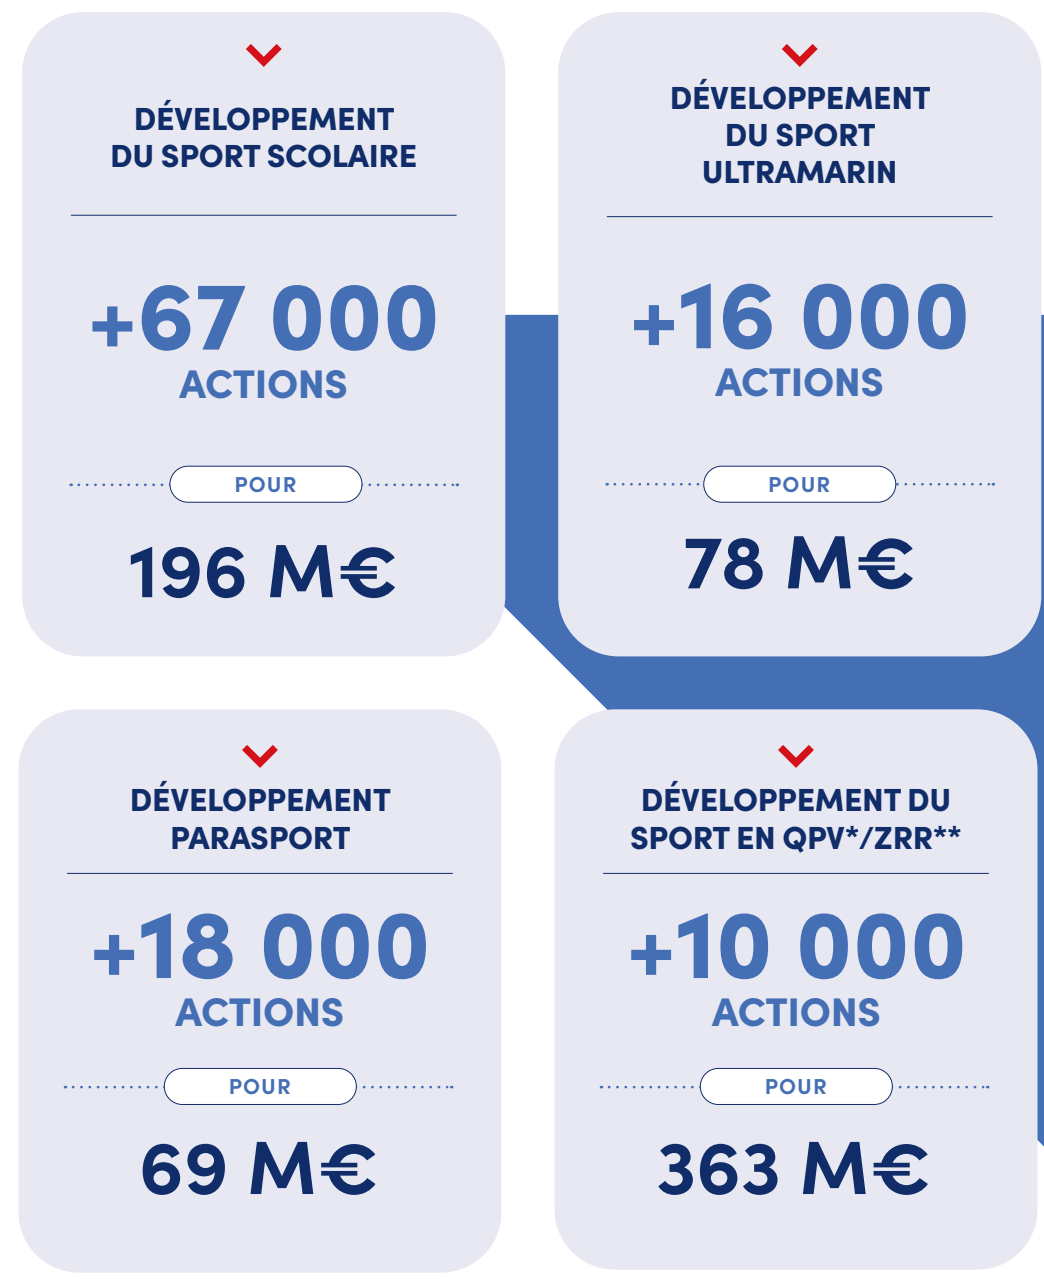 DÉVELOPPEMENT
DU SPORT SCOLAIRE
+67 000
ACTIONS
POUR
196 M€
DÉVELOPPEMENT
DU SPORT
ULTRAMARIN
+16 000
ACTIONS
POUR
78 M€
DÉVELOPPEMENT
PARASPORT
+18 000
ACTIONS
POUR
69 M€
DÉVELOPPEMENT DU
SPORT EN QPV*/ZRR**
+10 000
ACTIONS
POUR
363 M€